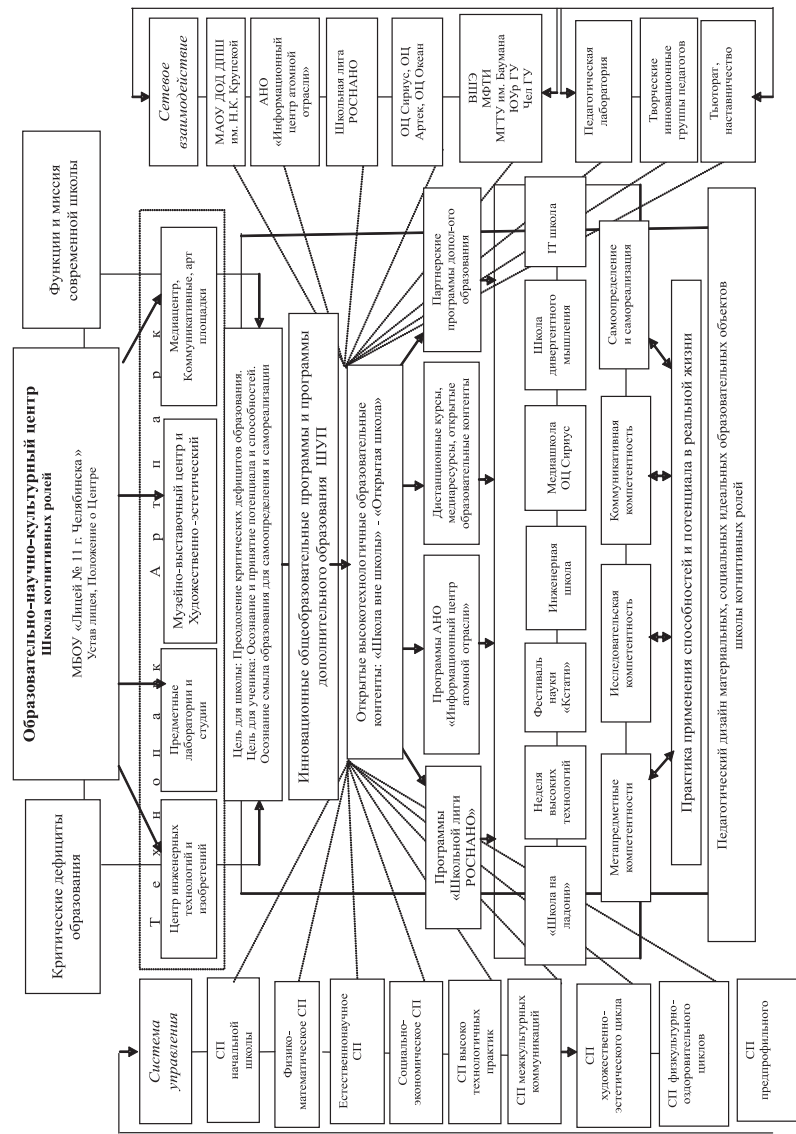 Критические дефициты
образования
Образовательно-научно-культурный центр
Школа когнитивных ролей
МБОУ «Лицей № 11 г. Челябинска»
Устав лицея, Положение о Центре
Функции и миссия
современной школы
Т е х н о п а р к
А р т п а р к
Центр инженерных
технологий и
изобретений
Предметные
лаборатории и
студии
Музейно-выставочный центр и
Художественно -эстетический
Медиацентр,
Коммуникативные, арт
площадки
Цель для школы: Преодоление критических дефицитов образования.
Цель для ученика: Осознание и принятие потенциала и способностей.
Осознание смыла образования для самоопределения и самореализации
Инновационные общеобразовательные программы и программы
дополнительного образования ШУП
Открытые высокотехнологичные образовательные
контенты: «Школа вне школы» - «Открытая школа»
Программы
«Школьной лиги
РОСНАНО»
Программа АНО
«Информационный центр
атомной отрасли»
Дистанционные курсы,
медиаресурсы, открытые
образовательные контенты
Партнерские
программы допол-ого
образования
«Школа на
ладони»
Неделя
высоких
технологий
Фестиваль
науки
«Кстати»
Инженерная
школа
Медиашкола
ОЦ Сириус
Школа
дивергентного
мышления
IT школа
Метапредметные
компетентности
Исследовательская
компетентность
Коммуникативная
компетентность
Самоопределение
и самореализация
Практика применения способностей и потенциала в реальной жизни
Педагогический дизайн материальных, социальных идеальных образовательных объектов
школы когнитивных ролей
Система
управления
СП
начальной
школы
Физико-
математическое СП
Естественнонаучное
СП
Социально-
экономическое СП
СП высоко
технологичных
практик
СП межкультурных
коммуникаций
СП
художественно-
эстетического цикла
СП физкультурно-
оздоровительного
циклов
СП
предпрофильного
Сетевое
взаимодействие
МАОУ ДОД ДПШ
им. Н.К. Крупской
АНО
«Информационный
центр атомной
отрасли»
Школьная лига
РОСНАНО
ОЦ Сириус, ОЦ
Артек, ОЦ Океан
ВШЭ
МФТИ
МГТУ им. Баумана
ЮУр ГУ
Чел ГУ
Педагогическая
лаборатория
Творческие
инновационные
группы педагогов
Тьюторат,
наставничество